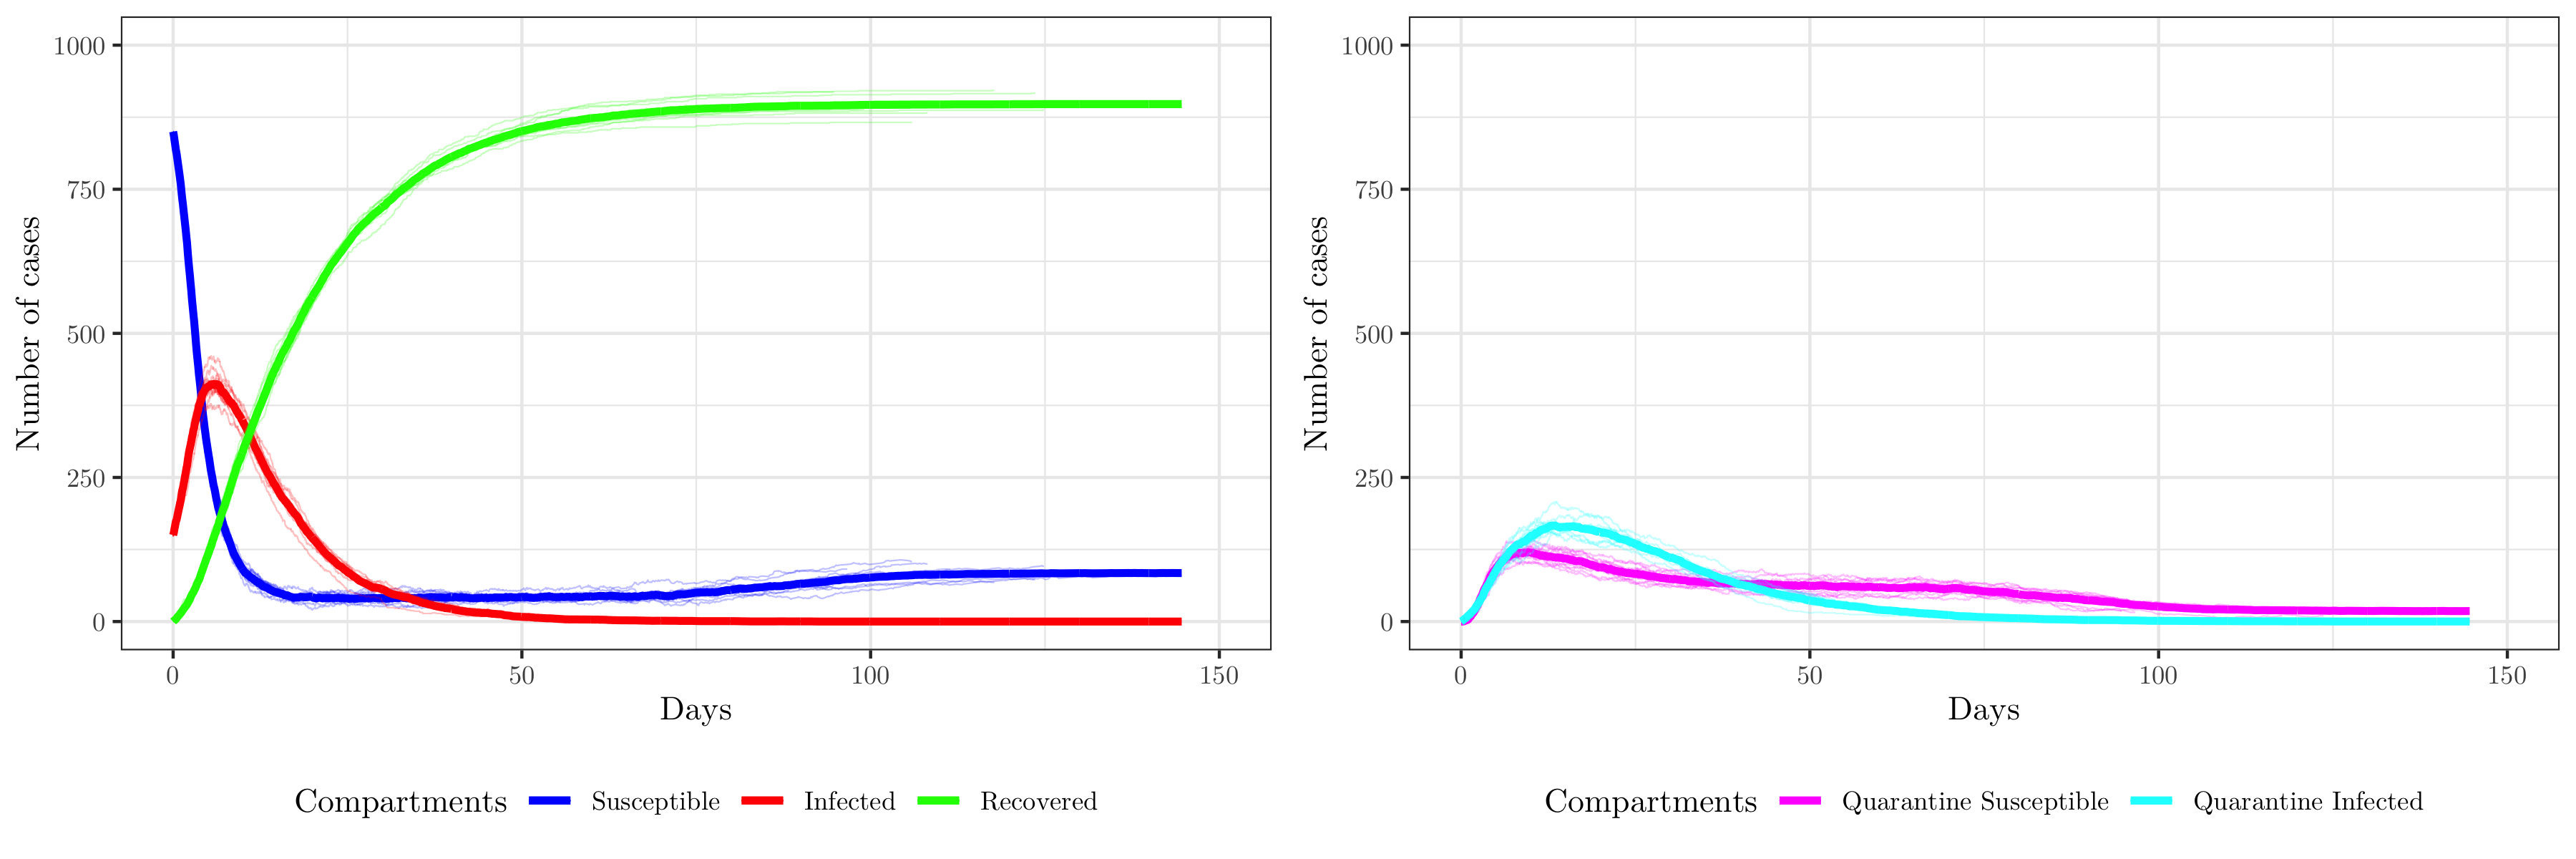 1000
750
500
250
0
Number of cases
0 50 100 150
Days
Compartments Susceptible Infected Recovered
1000
750
500
250
0
Number of cases
0 50 100 150
Days
Compartments Quarantine Susceptible Quarantine Infected